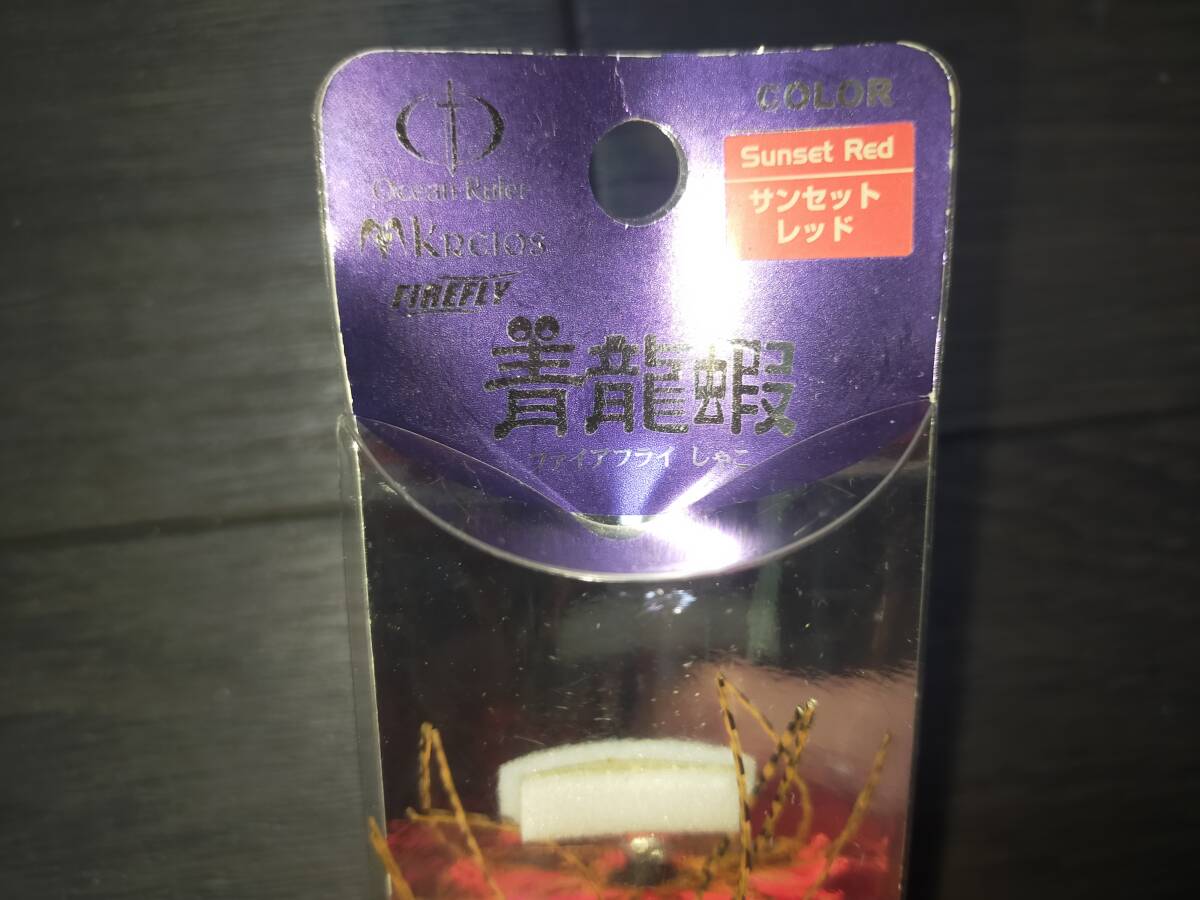 Ocean Ruler
COLOR
Sunset Red
サンセット
レッド
FIREFLY
青龍蝦
ファイアフライ しゃこ